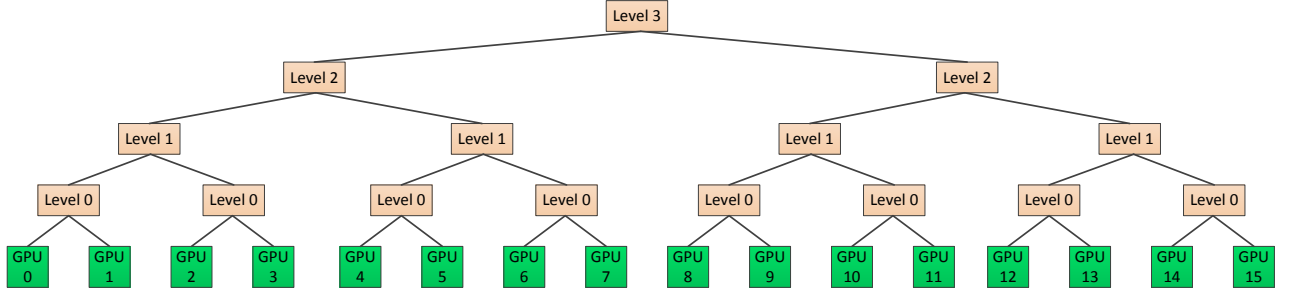 Level 3
Level 2
Level 2
Level 1
Level 1
Level 1
Level 1
Level 0
Level 0
Level 0
Level 0
Level 0
Level 0
Level 0
Level 0
GPU
0
GPU
1
GPU
2
GPU
3
GPU
4
GPU
5
GPU
6
GPU
7
GPU
8
GPU
9
GPU
10
GPU
11
GPU
12
GPU
13
GPU
14
GPU
15